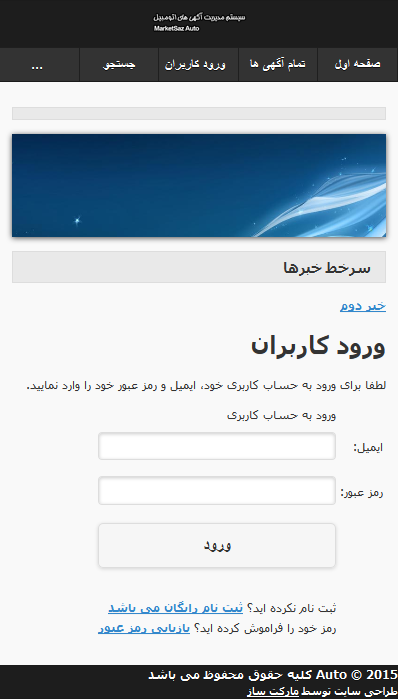 سیستم مدیریت آگهی های اتومبیل
MarketSaz Auto
صفحه اول
تمام آگهی ها
ورود کاربران
جستجو
...
سرخط خبرها
خبر دوم
ورود کاربران
لطفا برای ورود به حساب کاربری خود، ایمیل و رمز عبور خود را وارد نمایید.
ورود به حساب کاربری
ایمیل:
رمز عبور:
ورود
ثبت نام نکرده اید؟ ثبت نام رایگان می باشد
رمز خود را فراموش کرده اید؟ بازیابی رمز عبور
2015 © Auto کلیه حقوق محفوظ می باشد
طراحی سایت توسط مارکت ساز